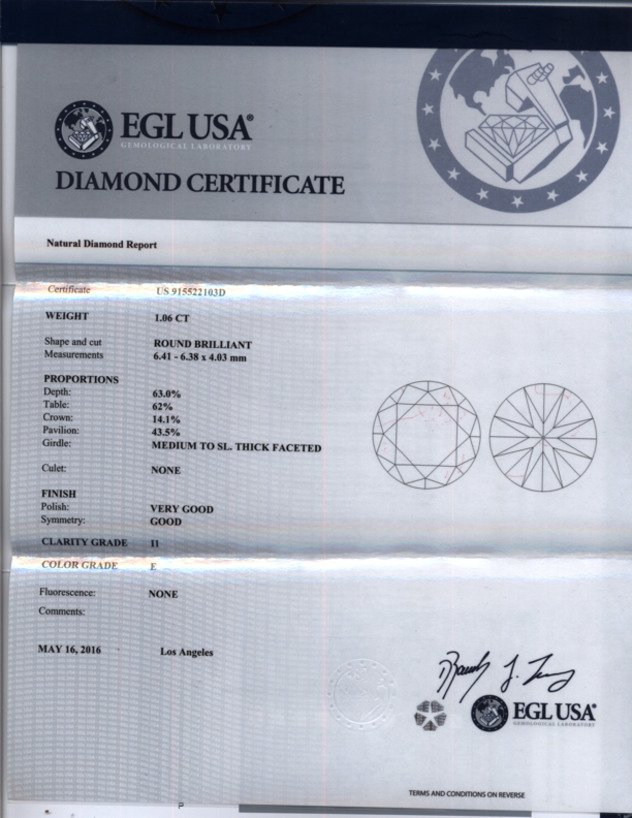 EGL USA®
GEMOLOGICAL LABORATORY
DIAMOND CERTIFICATE
Natural Diamond Report
Certificate US 915522103D
WEIGHT 1.06 CT
Shape and cut ROUND BRILLIANT
Measurements 6.41 - 6.38 x 4.03 mm
PROPORTIONS
Depth: 63.0%
Table: 62%
Crown: 14.1%
Pavilion: 43.5%
Girdle: MEDIUM TO SL. THICK FACETED
Culet: NONE
FINISH
Polish: VERY GOOD
Symmetry: GOOD
CLARITY GRADE I1
COLOR GRADE E
Fluorescence: NONE
Comments:
MAY 16, 2016 Los Angeles
EGL USA®
GEMOLOGICAL LABORATORY
TERMS AND CONDITIONS ON REVERSE
P